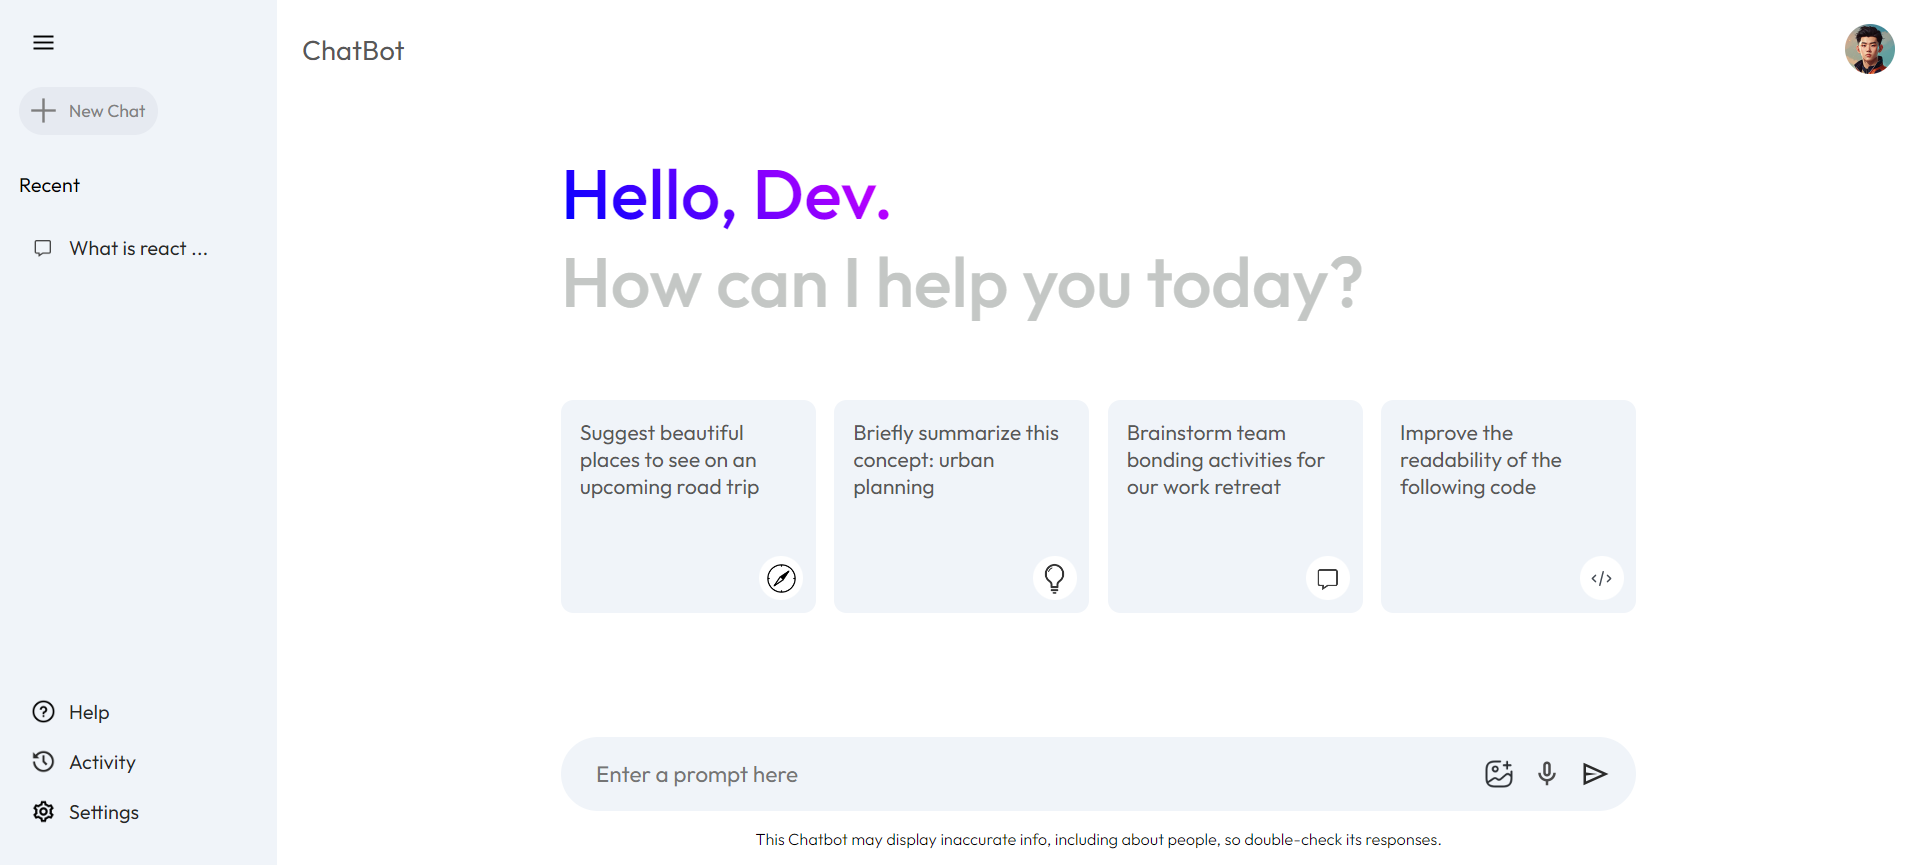 ChatBot
New Chat
Recent
What is react ...
Help
Activity
Settings
Hello, Dev.
How can I help you today?
Suggest beautiful
places to see on an
upcoming road trip
Briefly summarize this
concept: urban
planning
Brainstorm team
bonding activities for
our work retreat
Improve the
readability of the
following code
</>
Enter a prompt here
This Chatbot may display inaccurate info, including about people, so double-check its responses.